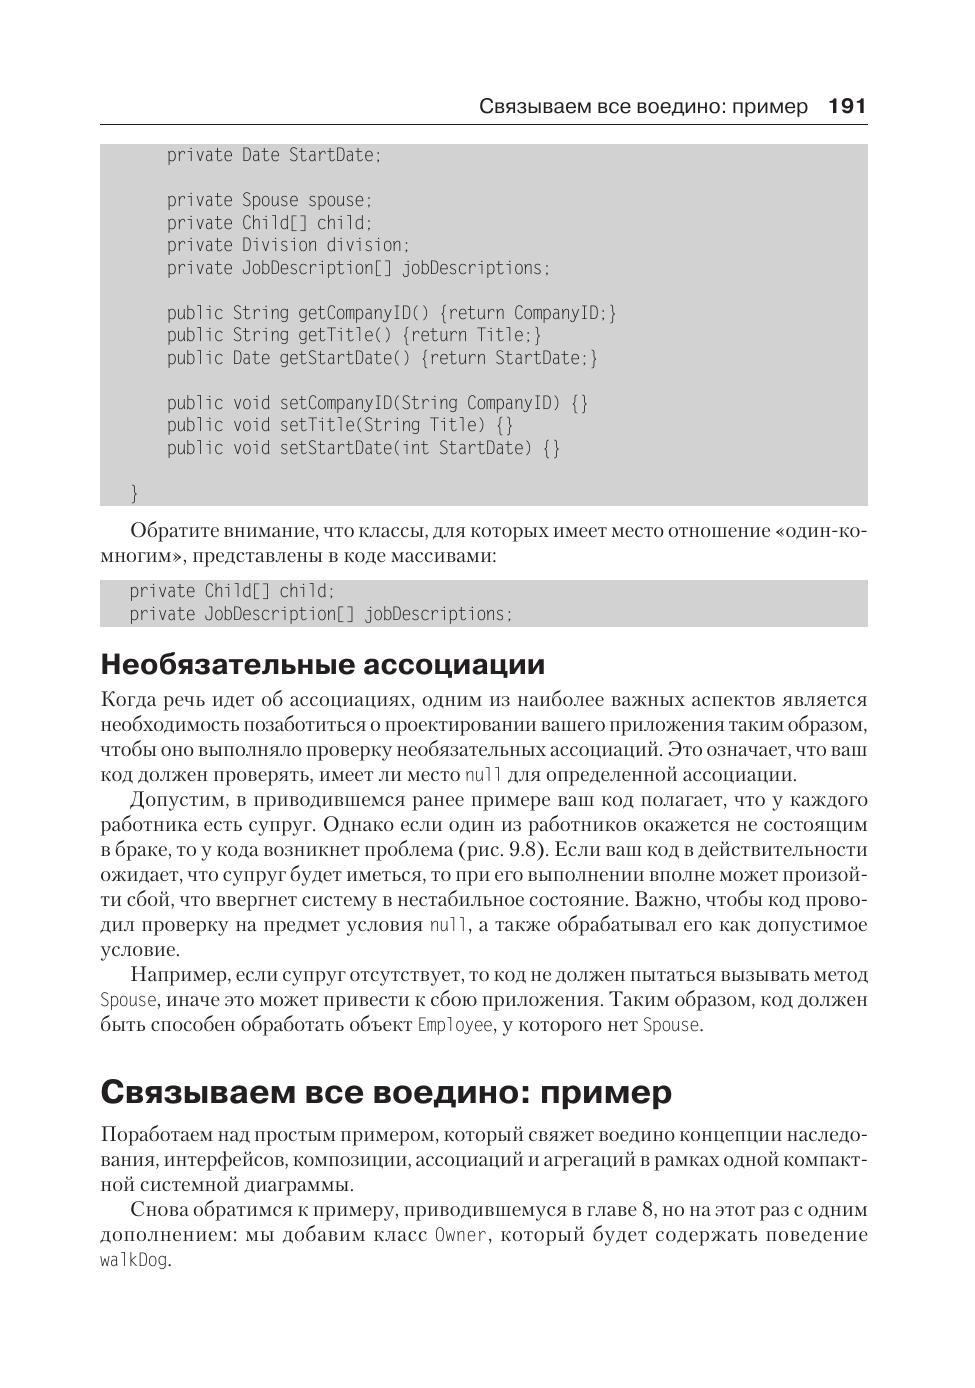 Связываем все воедино: пример 191
private Date StartDate;
private Spouse spouse;
private Child[] child;
private Division division;
private JobDescription[] jobDescriptions;
public String getCompanyID() {return CompanyID;}
public String getTitle() {return Title;}
public Date getStartDate() {return StartDate;}
public void setCompanyID(String CompanyID) {}
public void setTitle(String Title) {}
public void setStartDate(int StartDate) {}
}
Обратите внимание, что классы, для которых имеет место отношение «один-ко-
многим», представлены в коде массивами:
private Child[] child;
private JobDescription[] jobDescriptions;
Необязательные ассоциации
Когда речь идет об ассоциациях, одним из наиболее важных аспектов является
необходимость позаботиться о проектировании вашего приложения таким образом,
чтобы оно выполняло проверку необязательных ассоциаций. Это означает, что ваш
код должен проверять, имеет ли место null для определенной ассоциации.
Допустим, в приводившемся ранее примере ваш код полагает, что у каждого
работника есть супруг. Однако если один из работников окажется не состоящим
в браке, то у кода возникнет проблема (рис. 9.8). Если ваш код в действительности
ожидает, что супруг будет иметься, то при его выполнении вполне может произой-
ти сбой, что ввергнет систему в нестабильное состояние. Важно, чтобы код прово-
дил проверку на предмет условия null, а также обрабатывал его как допустимое
условие.
Например, если супруг отсутствует, то код не должен пытаться вызывать метод
Spouse, иначе это может привести к сбою приложения. Таким образом, код должен
быть способен обработать объект Employee, у которого нет Spouse.
Связываем все воедино: пример
Поработаем над простым примером, который свяжет воедино концепции наследо-
вания, интерфейсов, композиции, ассоциаций и агрегаций в рамках одной компакт-
ной системной диаграммы.
Снова обратимся к примеру, приводившемуся в главе 8, но на этот раз с одним
дополнением: мы добавим класс Owner, который будет содержать поведение
walkDog.